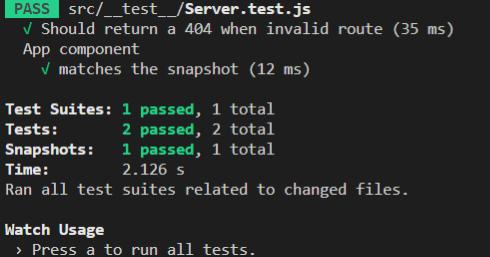 PASS src/__test__/Server.test.js
√ Should return a 404 when invalid route (35 ms)
App component
√ matches the snapshot (12 ms)
Test Suites: 1 passed, 1 total
Tests: 2 passed, 2 total
Snapshots: 1 passed, 1 total
Time: 2.126 s
Ran all test suites related to changed files.
Watch Usage
› Press a to run all tests.